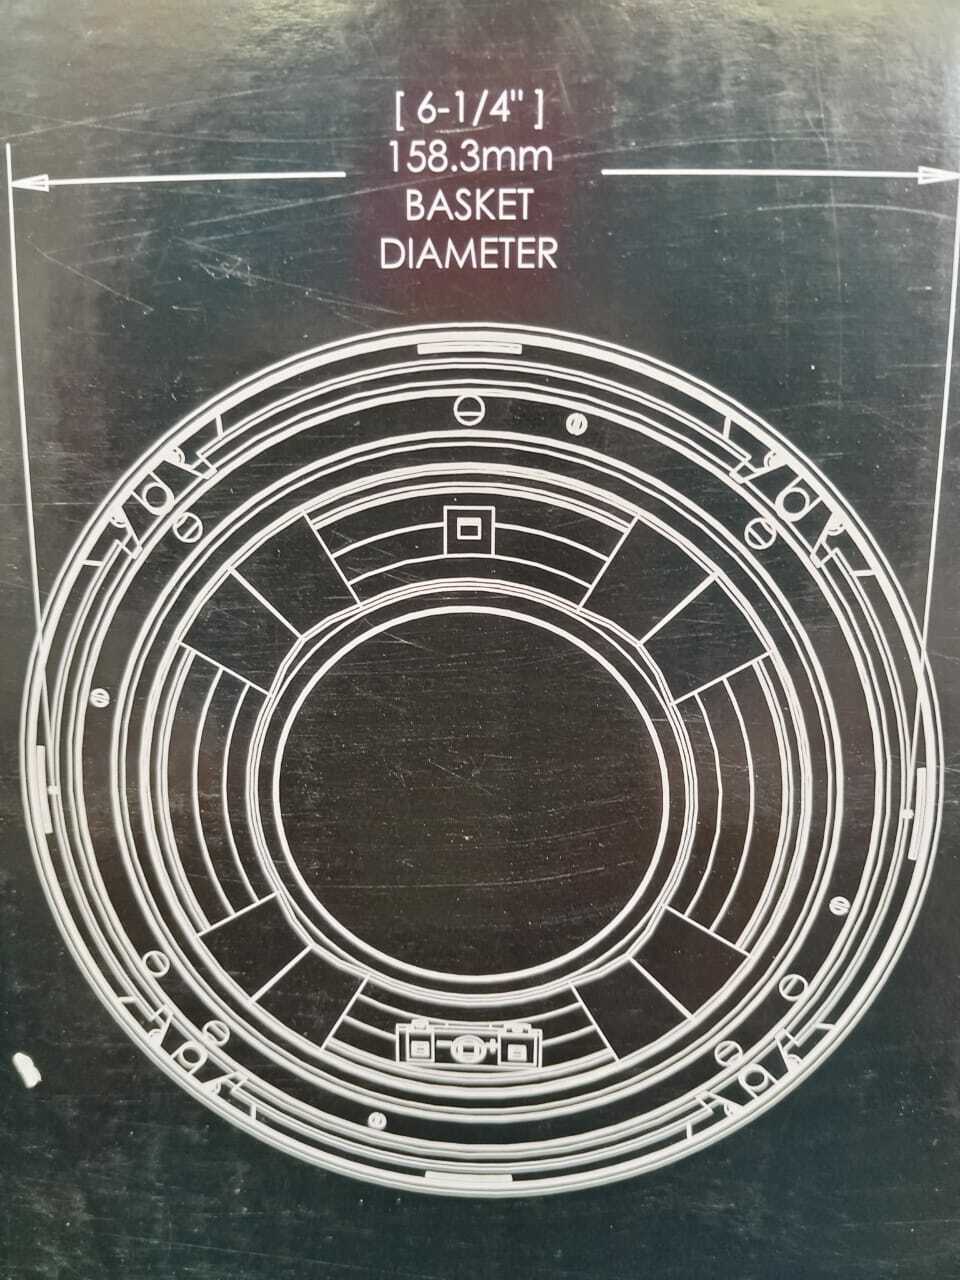 [ 6-1/4" ]
158.3mm
BASKET
DIAMETER